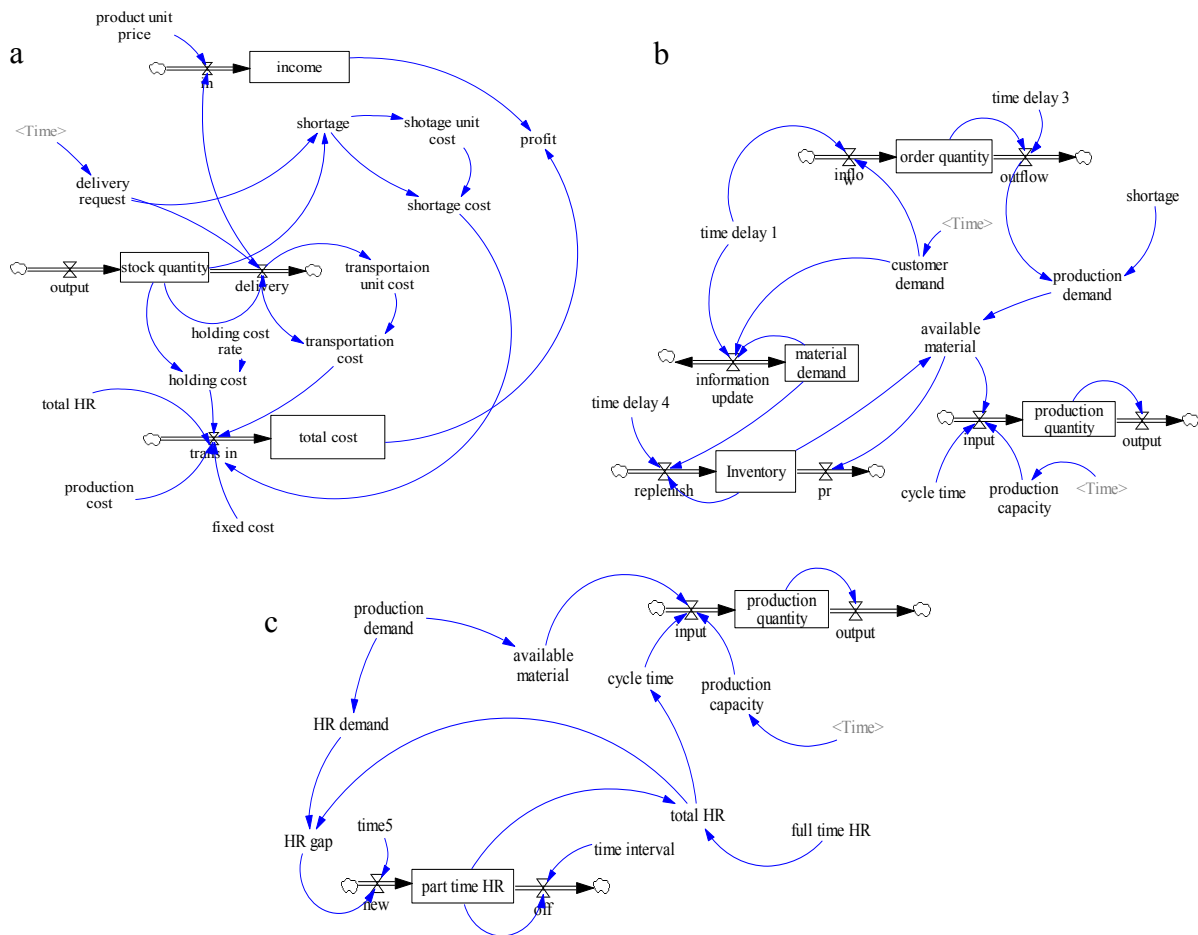 a
product unit
price
in
income
<Time>
shortage
shotage unit
cost
profit
delivery
request
shortage cost
output
stock quantity
delivery
transportaion
unit cost
holding cost
rate
transportation
cost
holding cost
total HR
trans in
total cost
production
cost
fixed cost
b
time delay 3
inflo
w
order quantity
outflow
shortage
time delay 1
<Time>
customer
demand
production
demand
available
material
information
update
material
demand
time delay 4
input
production
quantity
output
replenish
Inventory
pr
cycle time
production
capacity
<Time>
c
production
demand
input
production
quantity
output
available
material
cycle time
production
capacity
HR demand
<Time>
HR gap
time5
total HR
full time HR
time interval
new
part time HR
off